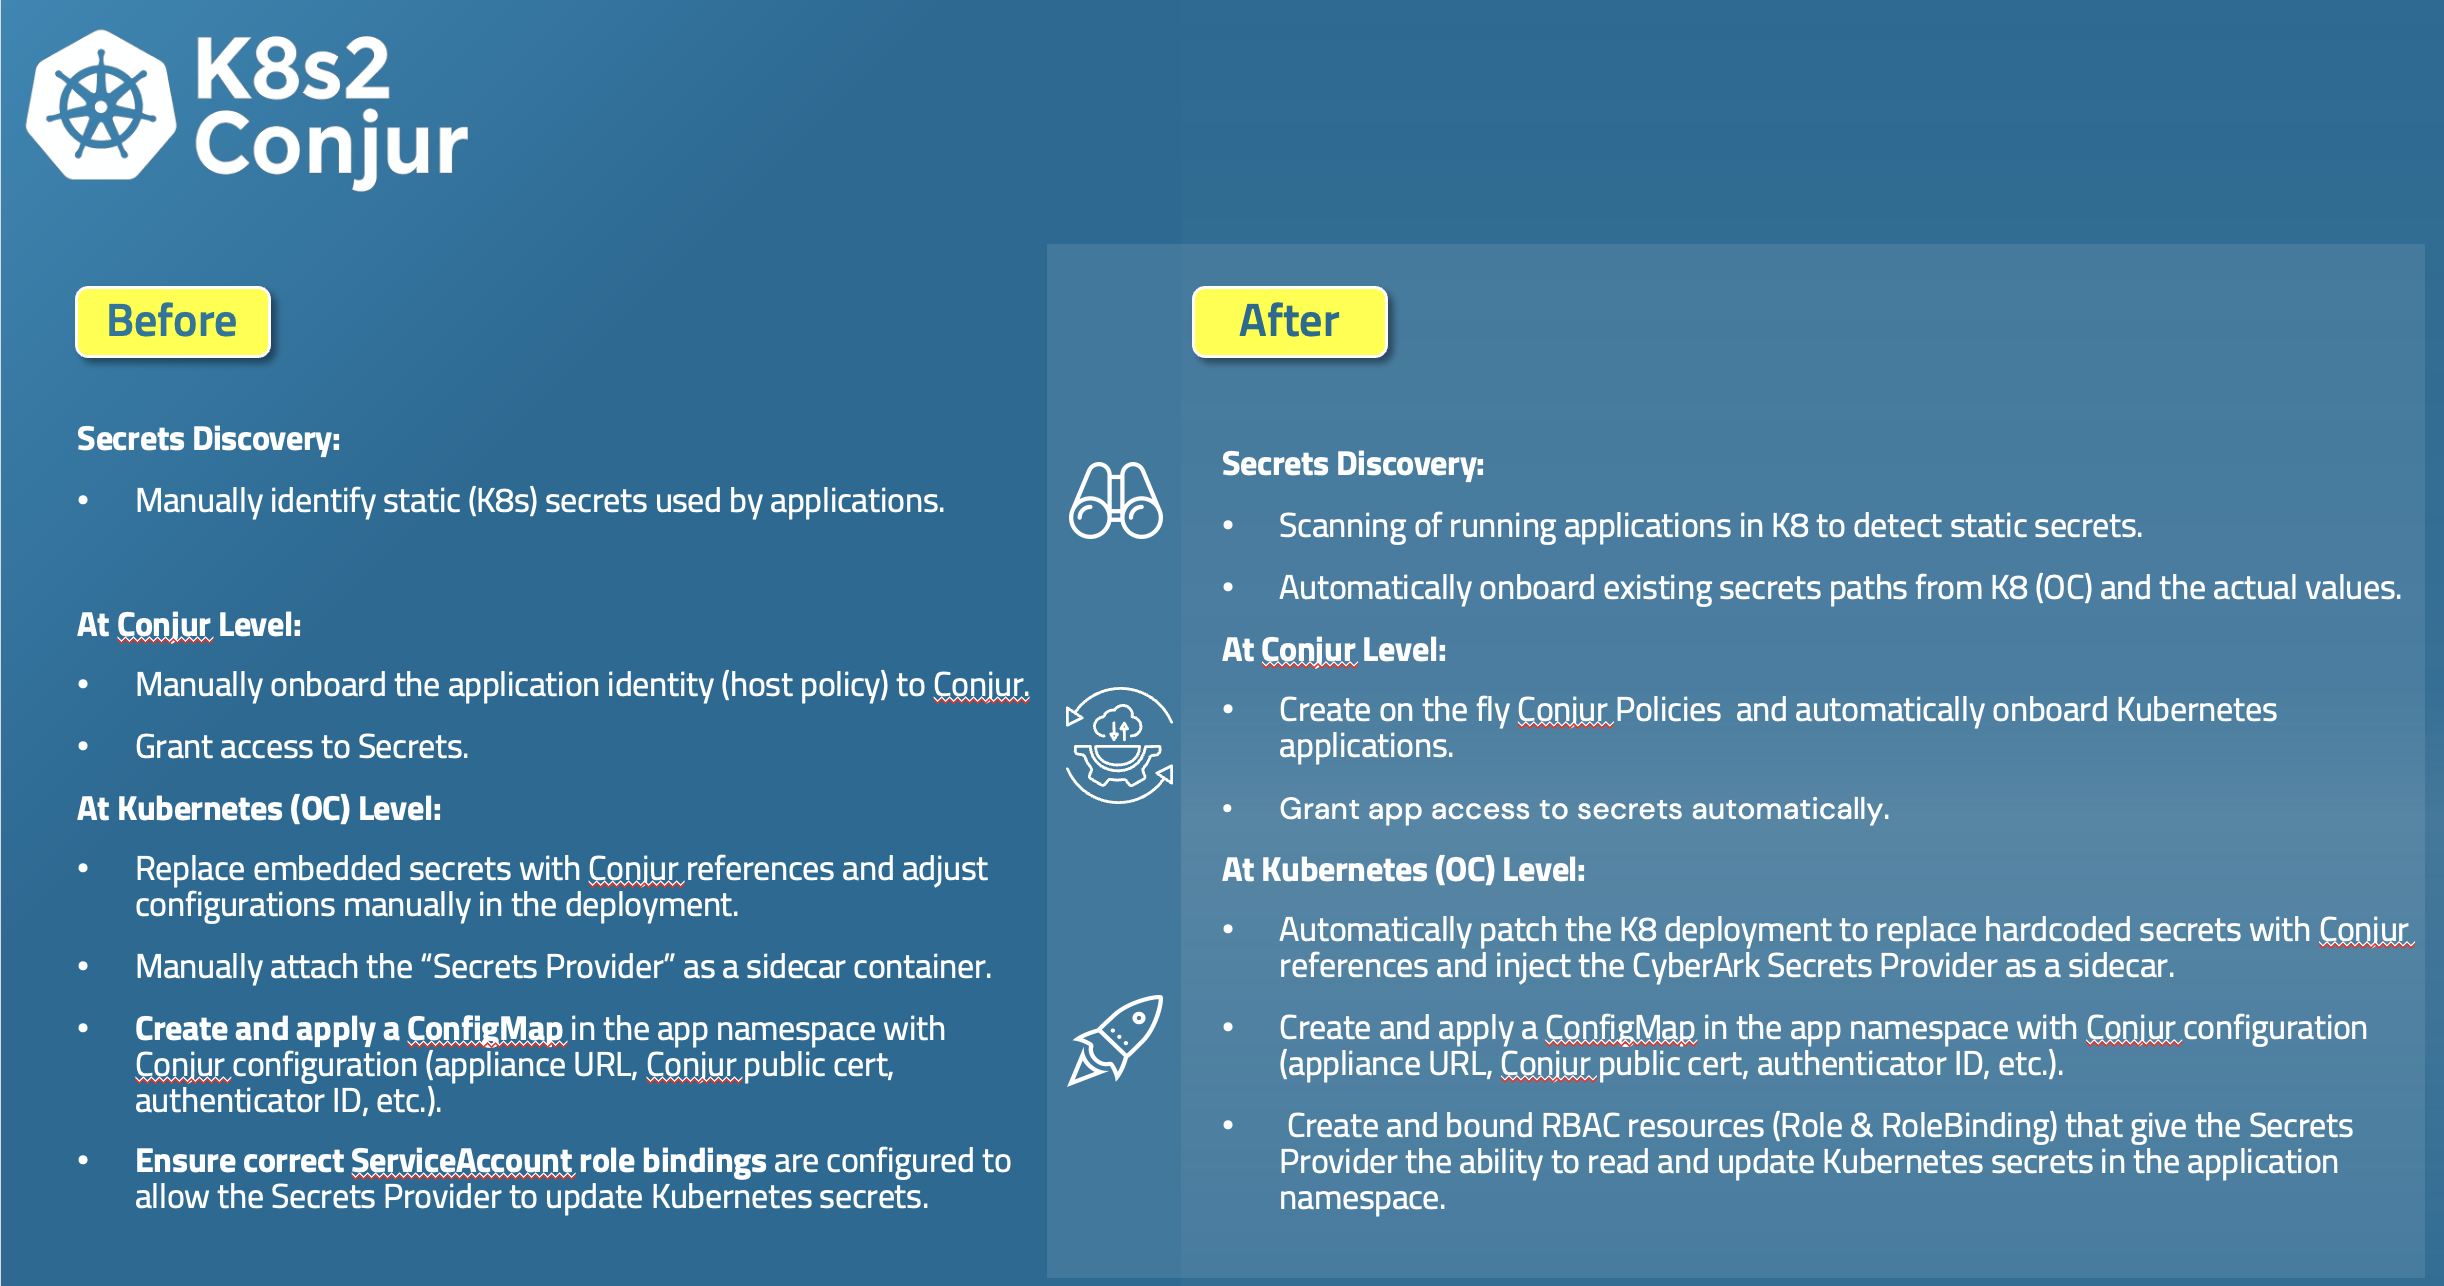 K8s2
Conjur
Before
Secrets Discovery:
• Manually identify static (K8s) secrets used by applications.
At Conjur Level:
• Manually onboard the application identity (host policy) to Conjur.
• Grant access to Secrets.
At Kubernetes (OC) Level:
• Replace embedded secrets with Conjur references and adjust
configurations manually in the deployment.
• Manually attach the “Secrets Provider” as a sidecar container.
• Create and apply a ConfigMap in the app namespace with
Conjur configuration (appliance URL, Conjur public cert,
authenticator ID, etc.).
• Ensure correct ServiceAccount role bindings are configured to
allow the Secrets Provider to update Kubernetes secrets.
After
Secrets Discovery:
• Scanning of running applications in K8 to detect static secrets.
• Automatically onboard existing secrets paths from K8 (OC) and the actual values.
At Conjur Level:
• Create on the fly Conjur Policies  and automatically onboard Kubernetes
applications.
• Grant app access to secrets automatically.
At Kubernetes (OC) Level:
• Automatically patch the K8 deployment to replace hardcoded secrets with Conjur
references and inject the CyberArk Secrets Provider as a sidecar.
• Create and apply a ConfigMap in the app namespace with Conjur configuration
(appliance URL, Conjur public cert, authenticator ID, etc.).
• Create and bound RBAC resources (Role & RoleBinding) that give the Secrets
Provider the ability to read and update Kubernetes secrets in the application
namespace.